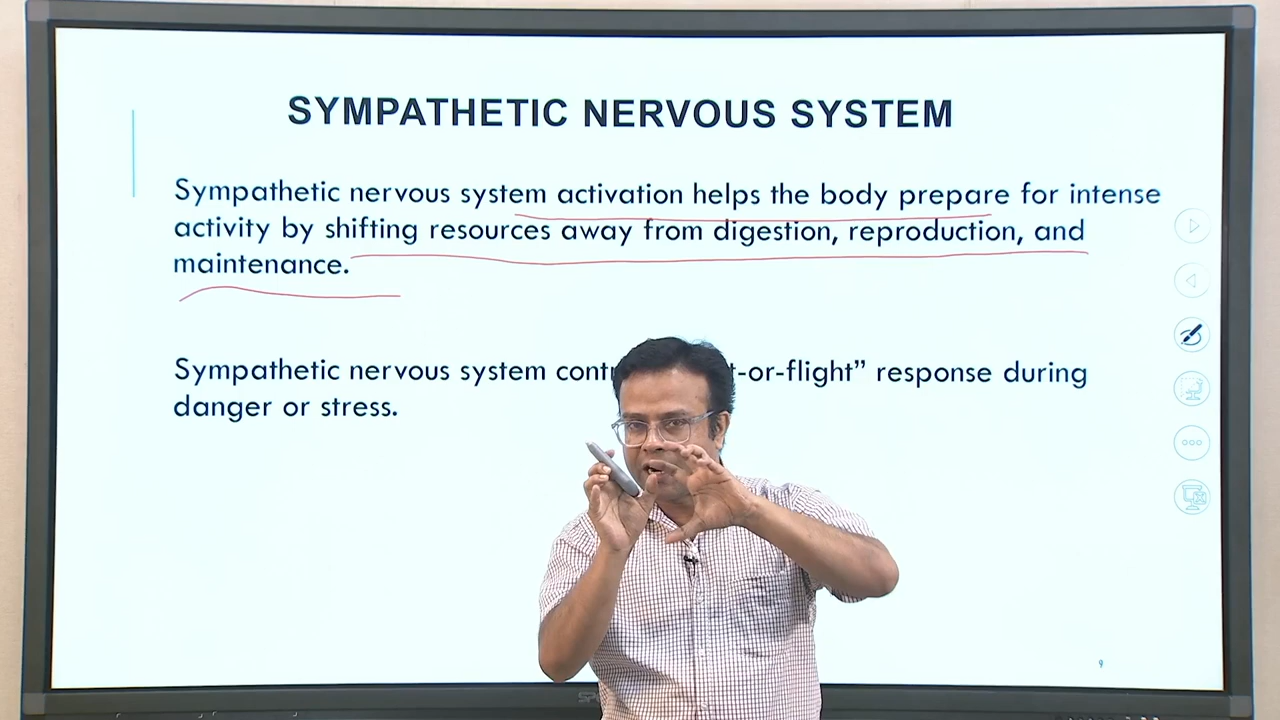 SYMPATHETIC NERVOUS SYSTEM
Sympathetic nervous system activation helps the body prepare for intense
activity by shifting resources away from digestion, reproduction, and
maintenance.
Sympathetic nervous system -or-flight” response during
danger or stress.
9